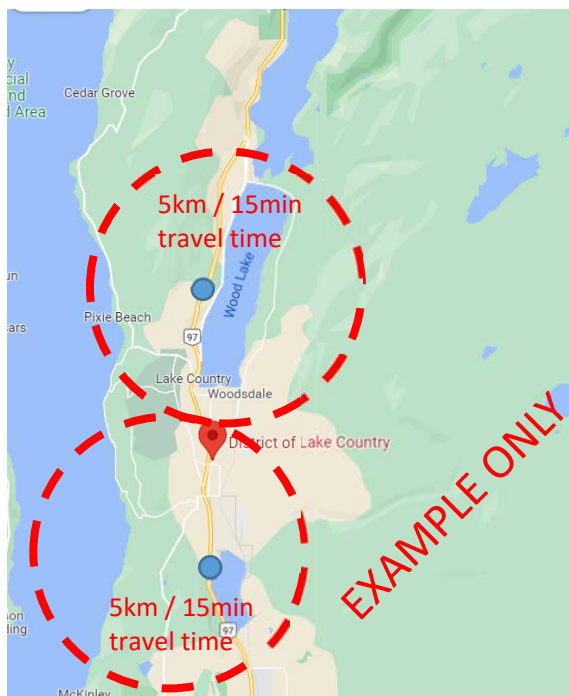 Cedar Grove
5km / 15min
travel time
Wood Lake
Pixie Beach
97
Lake Country
Woodsdale
District of Lake Country
EXAMPLE ONLY
5km / 15min
travel time
97
McKinley